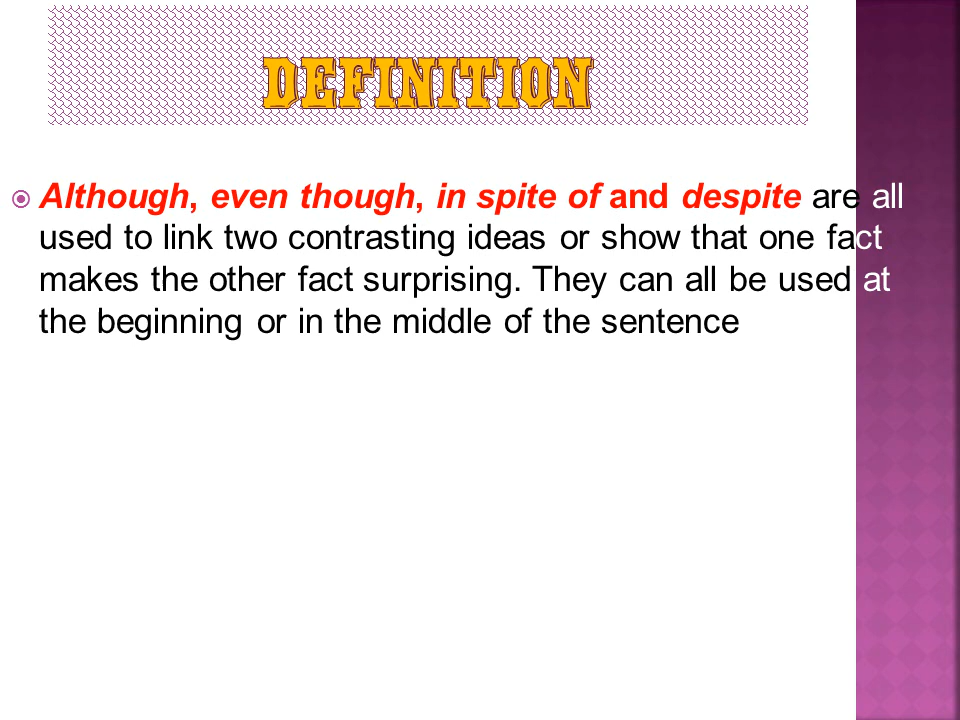 DEFINITION
Although, even though, in spite of and despite are all
used to link two contrasting ideas or show that one fact
makes the other fact surprising. They can all be used at
the beginning or in the middle of the sentence